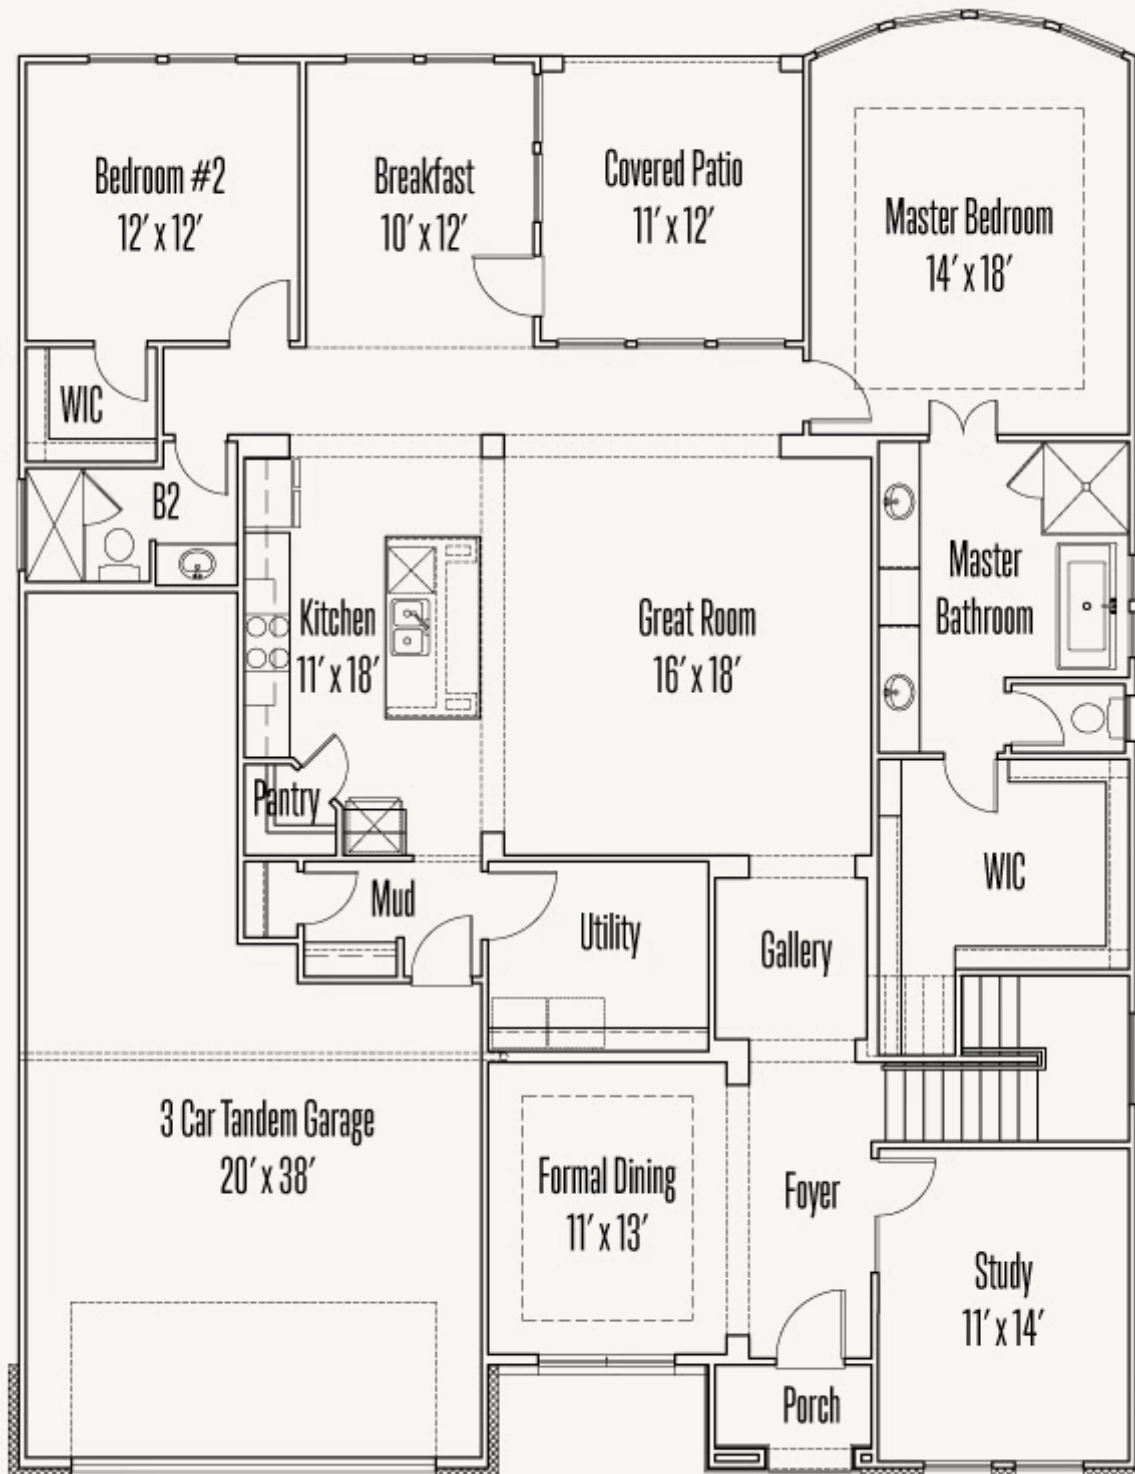 Bedroom #2
12′ x 12′
Breakfast
10′ x 12′
Covered Patio
11′ x 12′
Master Bedroom
14′ x 18′
WIC
B2
Kitchen
11′ x 18′
Great Room
16′ x 18′
Master
Bathroom
Pantry
Mud
Utility
Gallery
WIC
3 Car Tandem Garage
20′ x 38′
Formal Dining
11′ x 13′
Foyer
Study
11′ x 14′
Porch